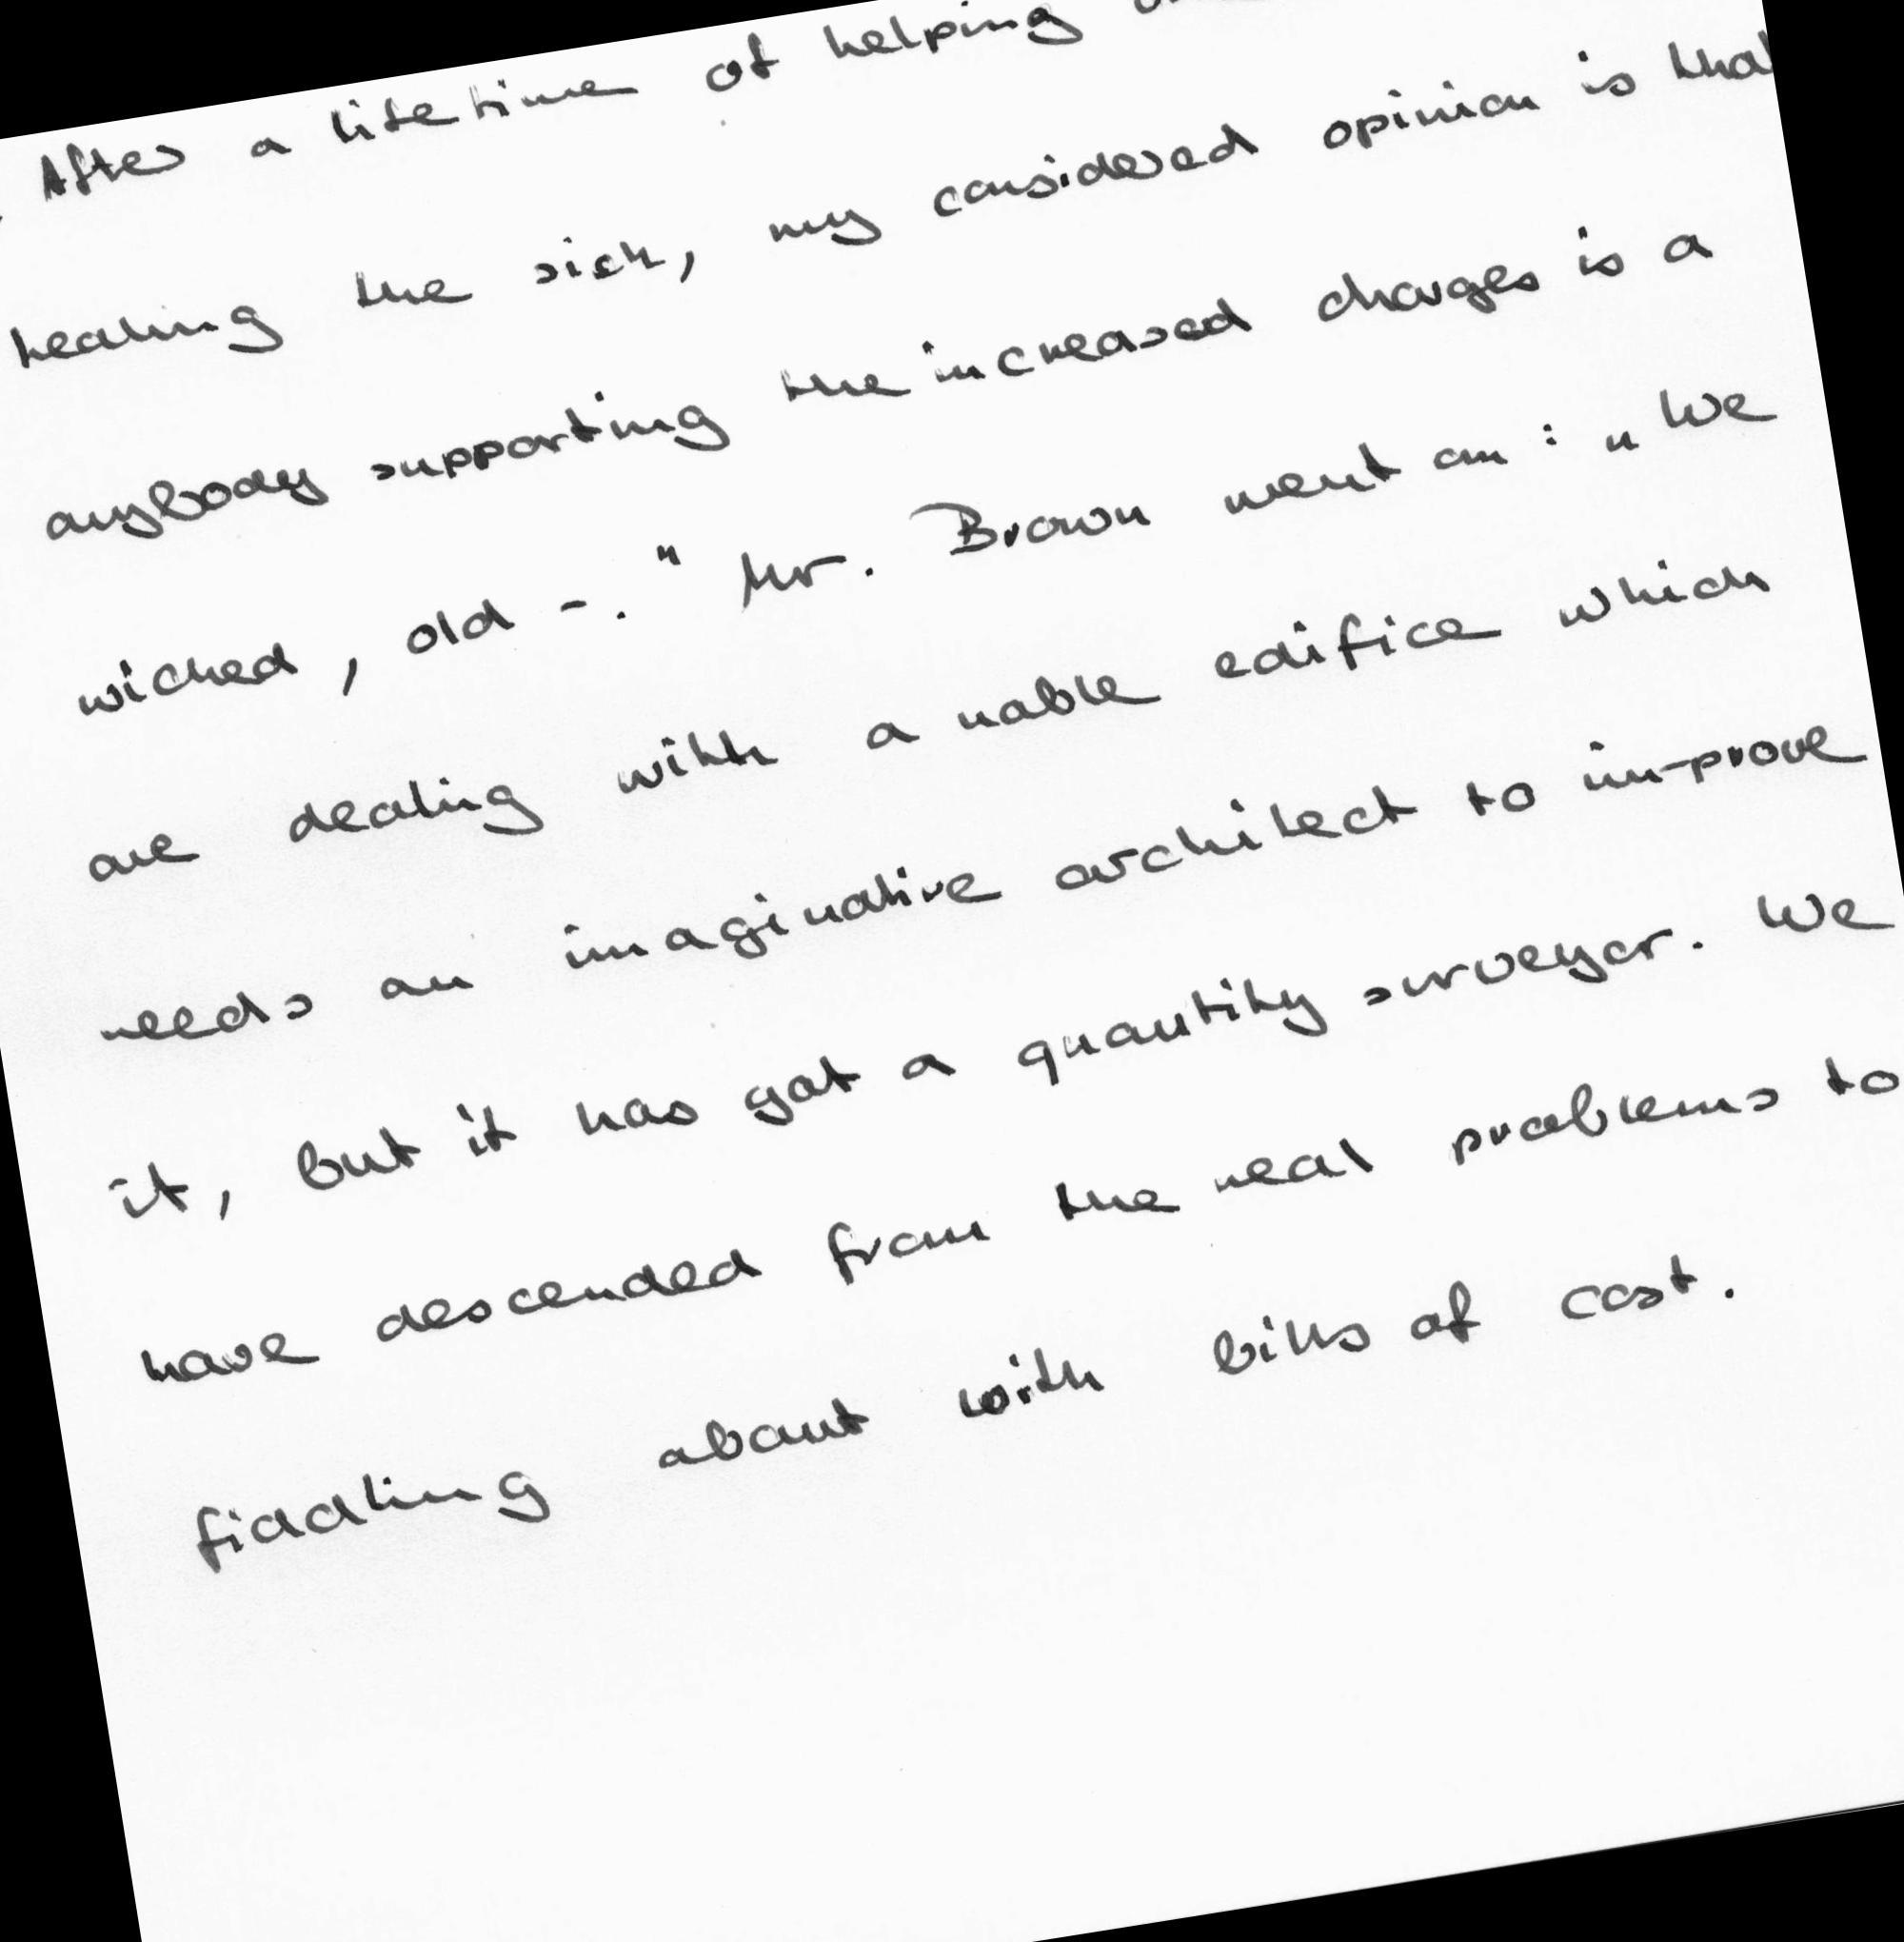 After a lifetime of helping
healing the sick, my considered opinion is that
anybody supporting the increased charges is a
wicked, old -." Mr. Brown went on: "We
are dealing with a noble edifice which
needs an imaginative architect to im-prove
it, but it has got a quantity surveyor. We
have descended from the real problems to
fiddling about with bills of cost.